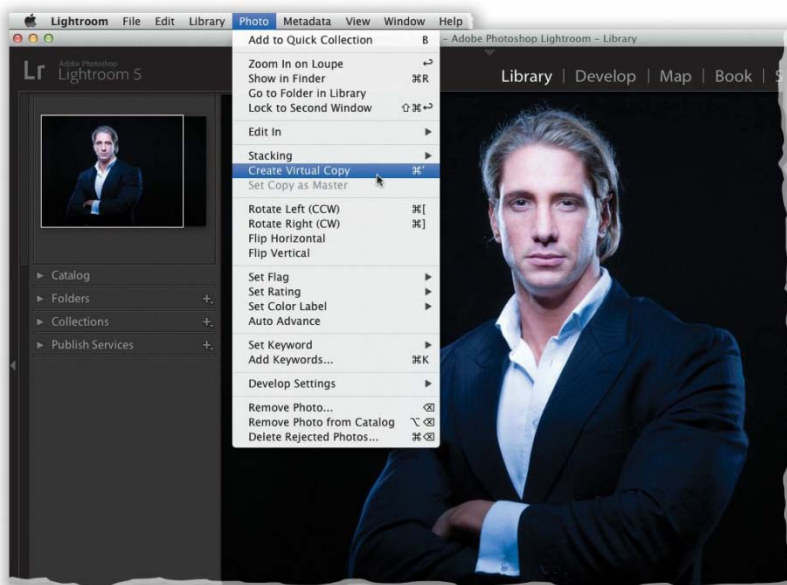 Lightroom File Edit Library Photo Metadata View Window Help
– Adobe Photoshop Lightroom – Library
Lr Adobe Photoshop
Lightroom 5
Library | Develop | Map | Book |
Add to Quick Collection B
Zoom In on Loupe ↩
Show in Finder ⌘R
Go to Folder in Library
Lock to Second Window ⇧⌘↩
Edit In ▶
Stacking ▶
Create Virtual Copy ⌘'
Set Copy as Master
Rotate Left (CCW) ⌘[
Rotate Right (CW) ⌘]
Flip Horizontal
Flip Vertical
Set Flag ▶
Set Rating ▶
Set Color Label ▶
Auto Advance
Set Keyword ▶
Add Keywords... ⌘K
Develop Settings ▶
Remove Photo... ⌫
Remove Photo from Catalog ⌥⌫
Delete Rejected Photos... ⌘⌫
Catalog
Folders +
Collections +
Publish Services +